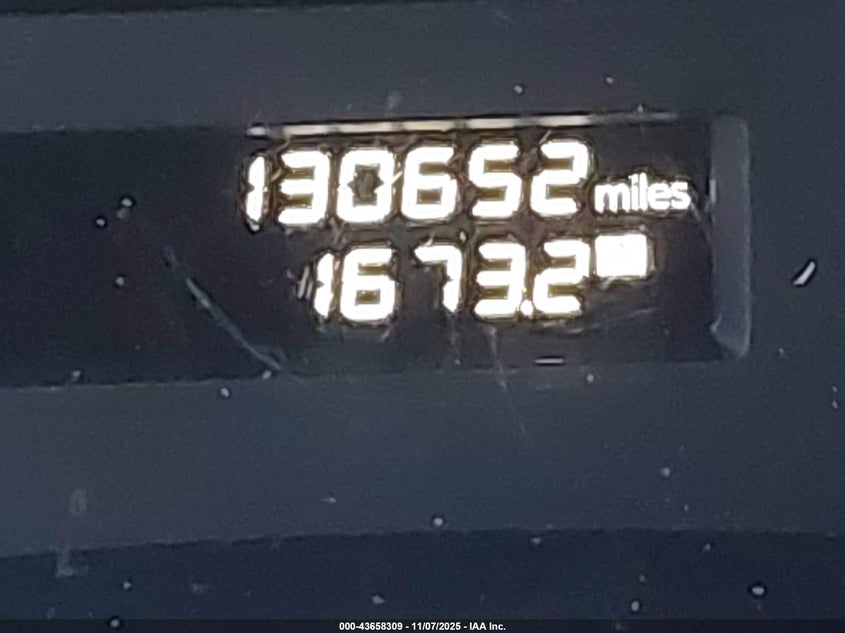 130652 miles
1673.2
000-43658309 - 11/07/2025 - IAA Inc.